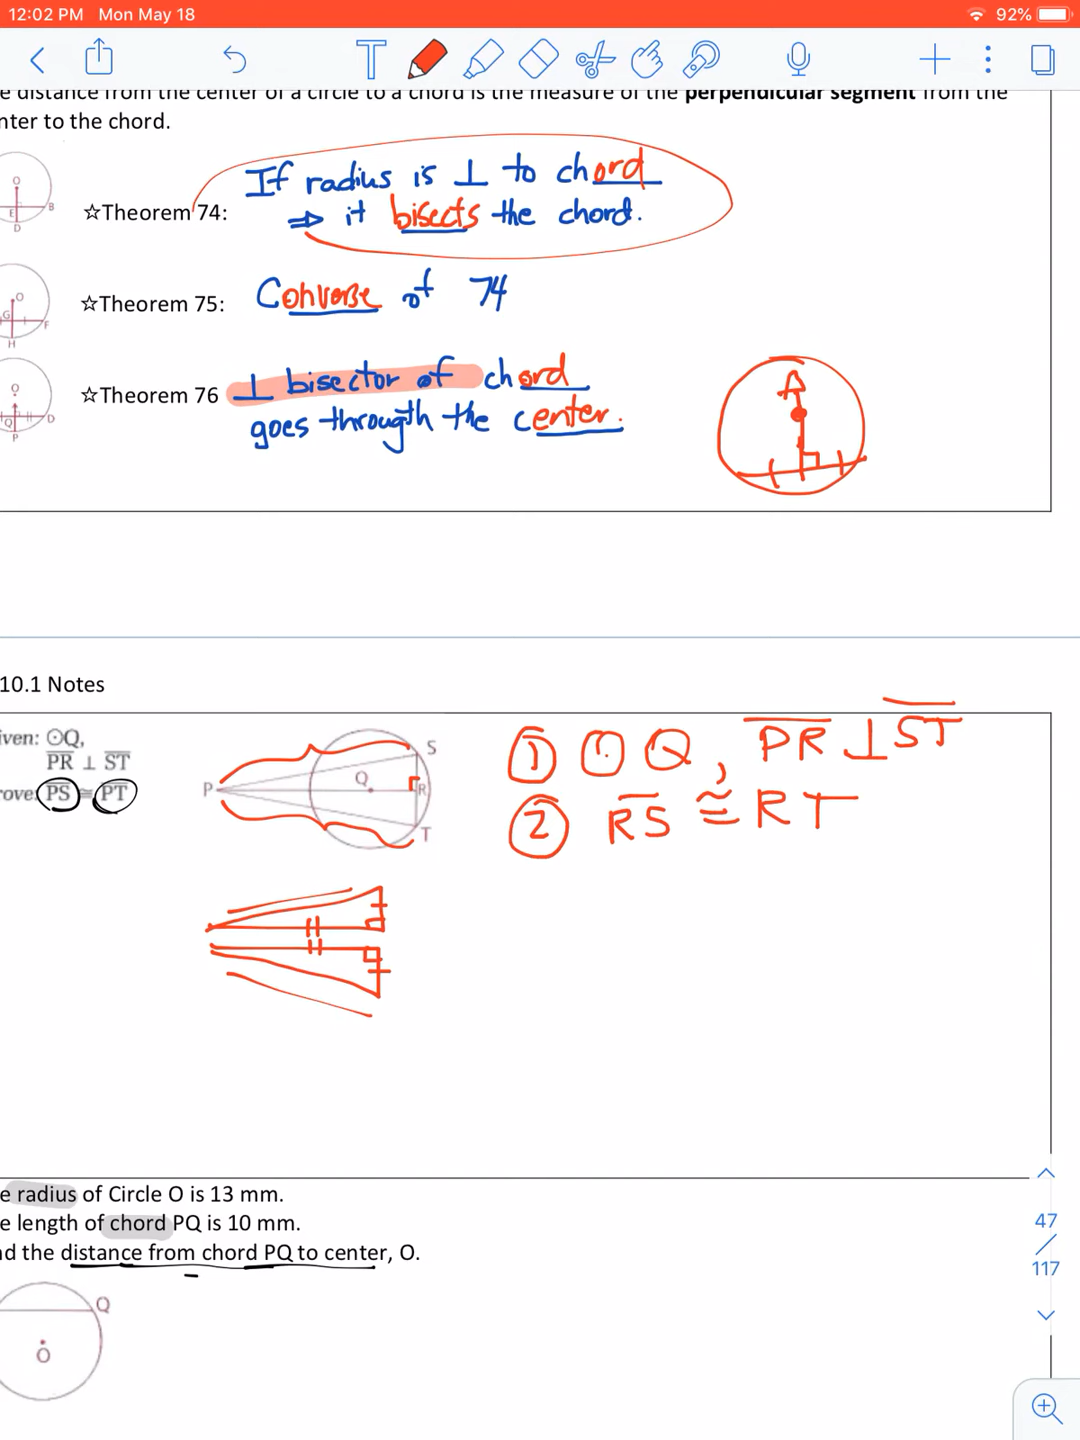 12:02 PM Mon May 18
92%
e distance from the center of a circle to a chord is the measure of the perpendicular segment from the
nter to the chord.
O
E
B
D
If radius is ⊥ to chord
☆Theorem 74:
⇒ it bisects the chord.
O
G
F
H
☆Theorem 75:
Converse of 74
O
Q
D
P
☆Theorem 76
⊥ bisector of chord
goes throught the center.
A
10.1 Notes
iven: ⊙Q,
PR ⊥ ST
ove: PS ≅ PT
P
Q
S
R
T
① ⊙ Q, PR ⊥ ST
② RS ≅ RT
e radius of Circle O is 13 mm.
e length of chord PQ is 10 mm.
nd the distance from chord PQ to center, O.
Q
O
47
/
117